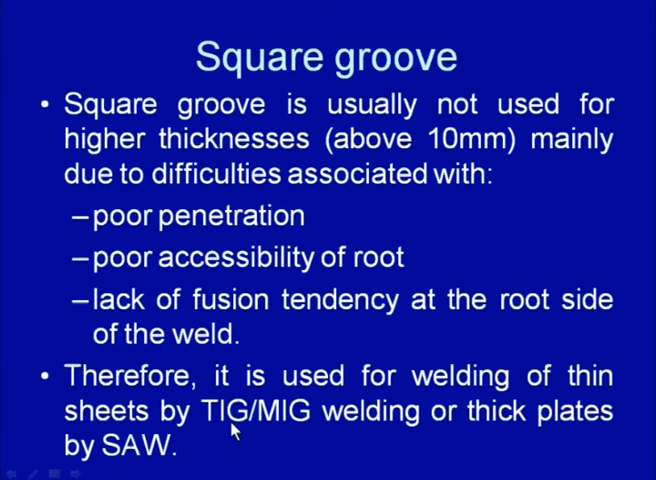 Square groove
• Square groove is usually not used for
higher thicknesses (above 10mm) mainly
due to difficulties associated with:
–poor penetration
–poor accessibility of root
–lack of fusion tendency at the root side
of the weld.
• Therefore, it is used for welding of thin
sheets by TIG/MIG welding or thick plates
by SAW.